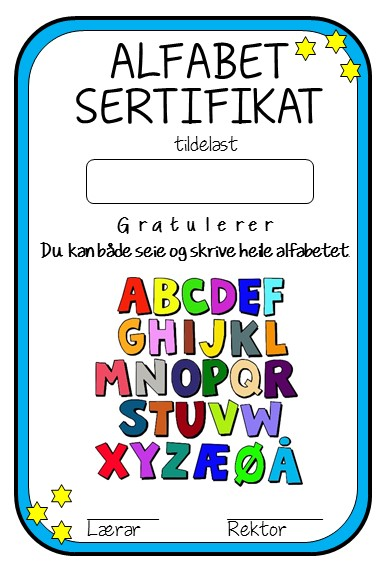 ALFABET
SERTIFIKAT
tildelast
Gratulerer
Du kan både seie og skrive heile alfabetet.
ABCDEF
GHIJKL
MNOPQR
STUVW
XYZÆØÅ
Lærar Rektor